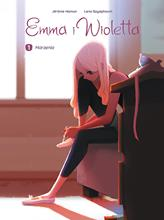 Jérôme Hamon Lena Sayaphoum
Emma i Wioletta
1 Marzenia